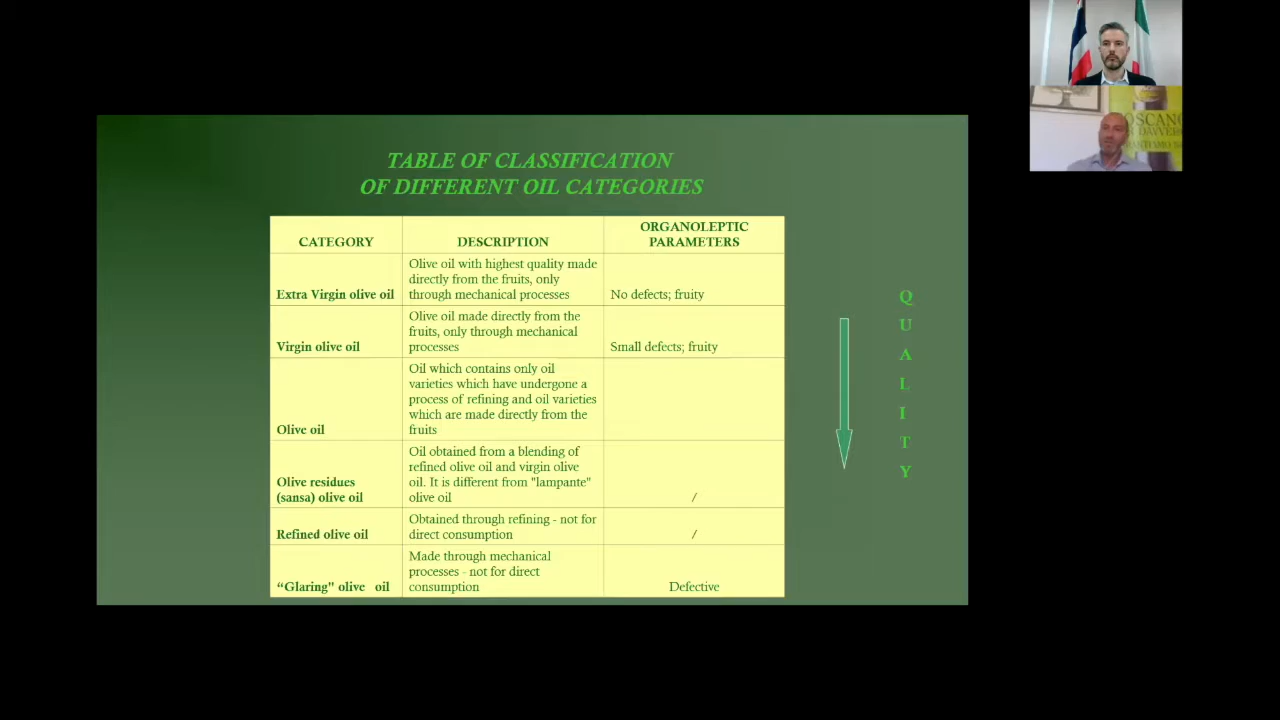 TABLE OF CLASSIFICATION
OF DIFFERENT OIL CATEGORIES
CATEGORY
DESCRIPTION
ORGANOLEPTIC
PARAMETERS
Extra Virgin olive oil
Olive oil with highest quality made
directly from the fruits, only
through mechanical processes
No defects; fruity
Virgin olive oil
Olive oil made directly from the
fruits, only through mechanical
processes
Small defects; fruity
Olive oil
Oil which contains only oil
varieties which have undergone a
process of refining and oil varieties
which are made directly from the
fruits
Olive residues
(sansa) olive oil
Oil obtained from a blending of
refined olive oil and virgin olive
oil. It is different from "lampante"
olive oil
/
Refined olive oil
Obtained through refining - not for
direct consumption
/
“Glaring" olive oil
Made through mechanical
processes - not for direct
consumption
Defective
Q
U
A
L
I
T
Y
OSCANO
DAVVERO